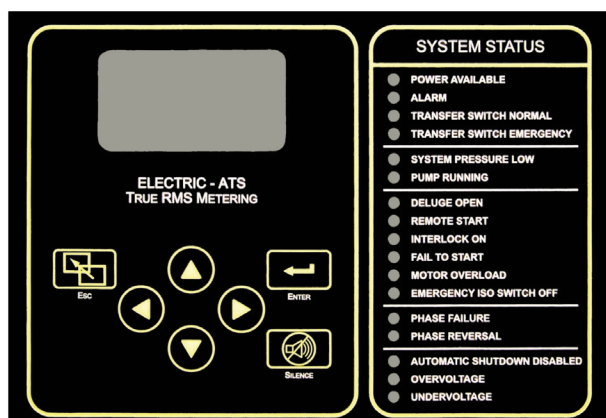 ELECTRIC - ATS
TRUE RMS METERING
ESC
ENTER
SILENCE
SYSTEM STATUS
POWER AVAILABLE
ALARM
TRANSFER SWITCH NORMAL
TRANSFER SWITCH EMERGENCY
SYSTEM PRESSURE LOW
PUMP RUNNING
DELUGE OPEN
REMOTE START
INTERLOCK ON
FAIL TO START
MOTOR OVERLOAD
EMERGENCY ISO SWITCH OFF
PHASE FAILURE
PHASE REVERSAL
AUTOMATIC SHUTDOWN DISABLED
OVERVOLTAGE
UNDERVOLTAGE